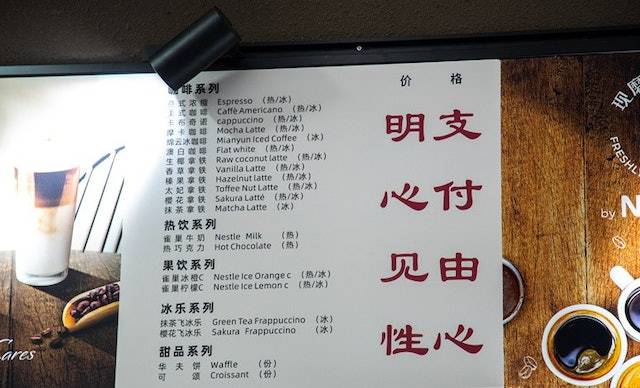 咖啡系列
意式浓缩 Espresso （热/冰）
美式咖啡 Caffè Americano （热/冰）
卡布奇诺 cappuccino （热/冰）
摩卡咖啡 Mocha Latte （热/冰）
绵云冰咖啡 Mianyun Iced Coffee （冰）
澳白咖啡 Flat white （热/冰）
生椰拿铁 Raw coconut latte （热/冰）
香草拿铁 Vanilla Latte （热/冰）
榛果拿铁 Hazelnut latte （热/冰）
太妃拿铁 Toffee Nut Latte （热/冰）
樱花拿铁 Sakura Latté （热/冰）
抹茶拿铁 Matcha Latte （冰）
热饮系列
雀巢牛奶 Nestle Milk （热）
热巧克力 Hot Chocolate （热）
果饮系列
雀巢冰橙C Nestle Ice Orange c （热/冰）
雀巢柠檬C Nestle Ice Lemon c （热/冰）
冰乐系列
抹茶飞冰乐 Green Tea Frappuccino （冰）
樱花飞冰乐 Sakura Frappuccino （冰）
甜品系列
华夫饼 Waffle （份）
可颂 Croissant （份）
价格
支付由心
明心见性
现磨
FRESHLY
by N
ares